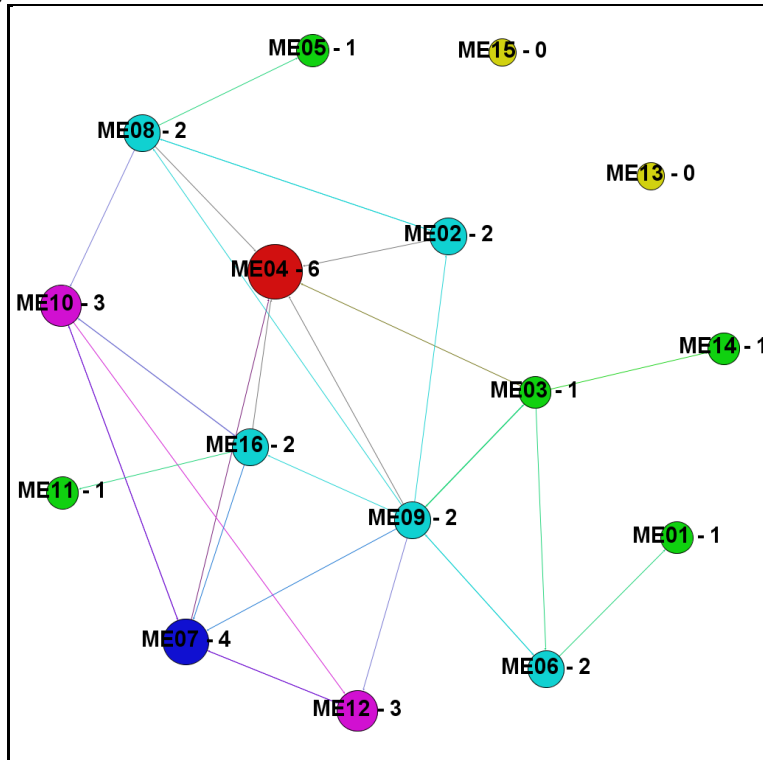 ME05 - 1
ME15 - 0
ME08 - 2
ME13 - 0
ME02 - 2
ME04 - 6
ME10 - 3
ME14 - 1
ME03 - 1
ME16 - 2
ME11 - 1
ME09 - 2
ME01 - 1
ME07 - 4
ME06 - 2
ME12 - 3